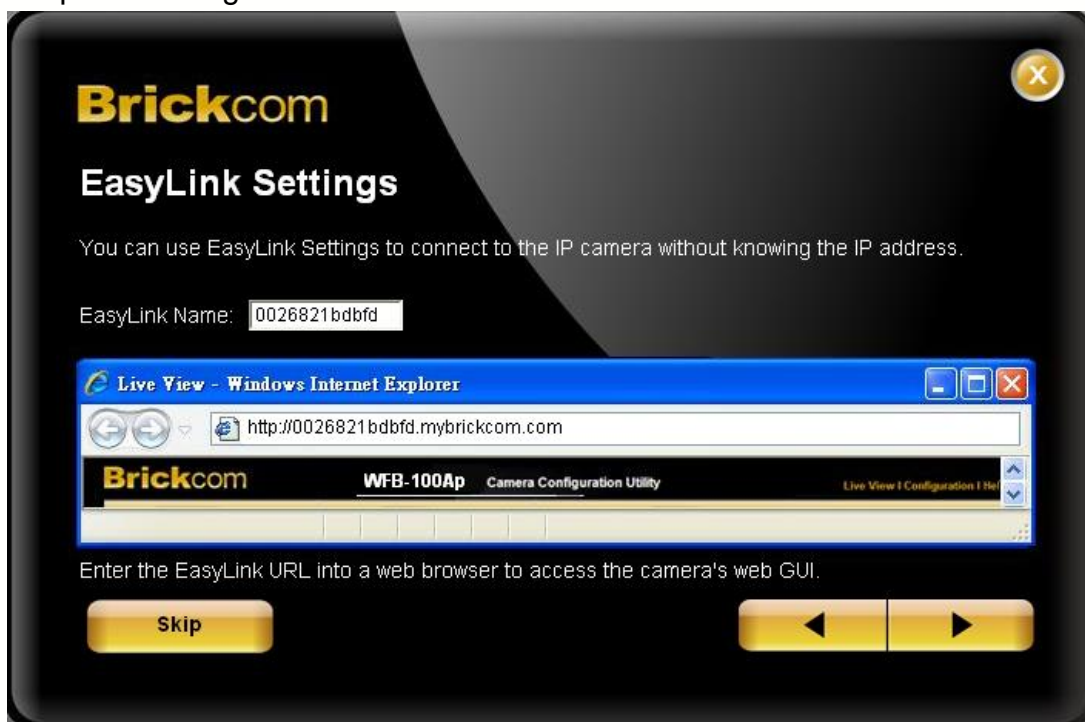 X
Brickcom
EasyLink Settings
You can use EasyLink Settings to connect to the IP camera without knowing the IP address.
EasyLink Name: 0026821bdbfd
Live View - Windows Internet Explorer
http://0026821bdbfd.mybrickcom.com
Brickcom WFB-100Ap Camera Configuration Utility Live View I Configuration I Hel
Enter the EasyLink URL into a web browser to access the camera's web GUI.
Skip